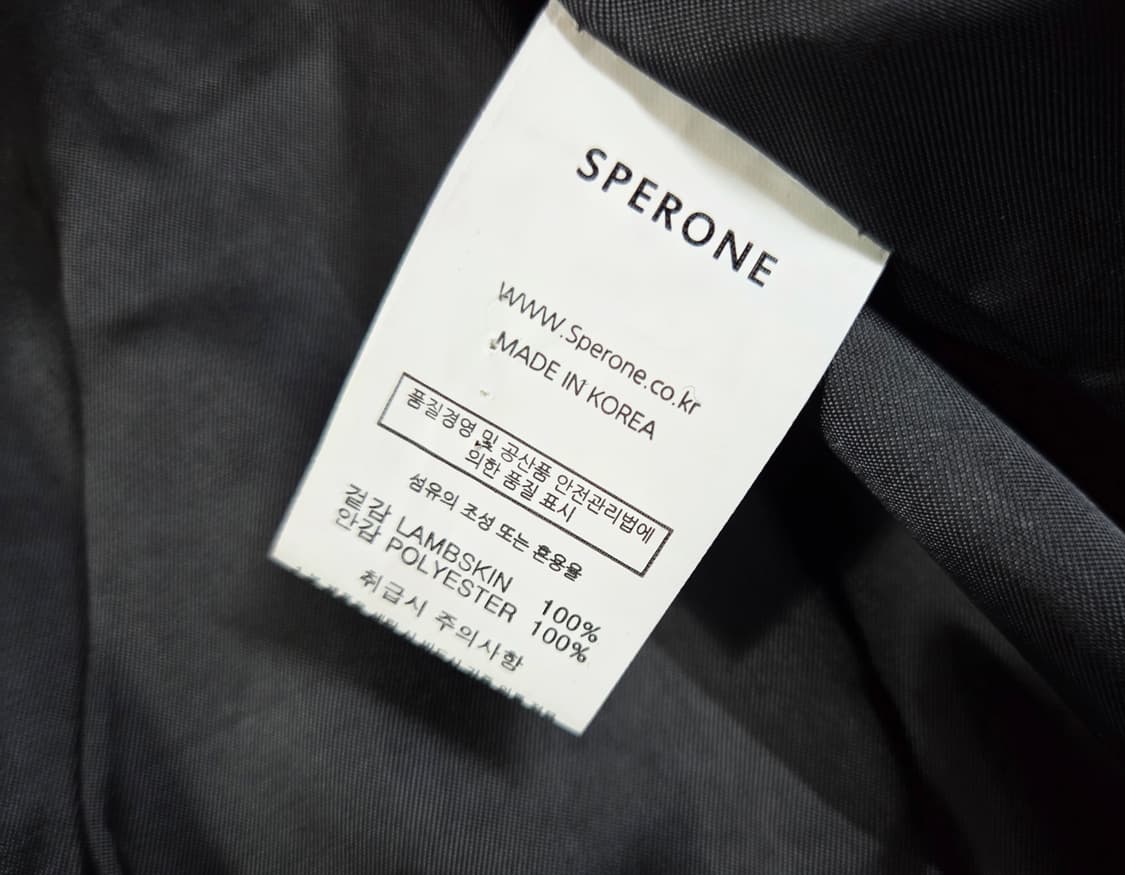 SPERONE
WWW.Sperone.co.kr
MADE IN KOREA
품질경영 및 공산품 안전관리법에
의한 품질 표시
섬유의 조성 또는 혼용율
겉감 LAMBSKIN 100%
안감 POLYESTER 100%
취급시 주의사항